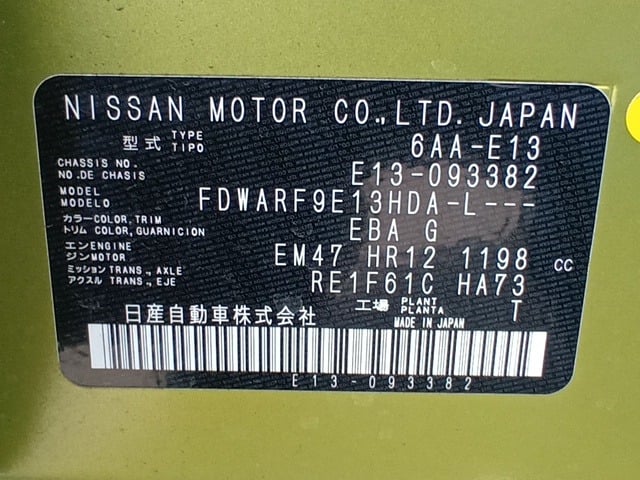 NISSAN MOTOR CO.,LTD. JAPAN
型式 TYPE TIPO 6AA-E13
CHASSIS NO. NO.DE CHASSIS E13-093382
MODEL MODELO FDWARF9E13HDA-L---
カラー COLOR, TRIM トリム COLOR, GUARNICION EBA G
エンジン ENGINE MOTOR EM47 HR12 1198 CC
ミッション TRANS., AXLE アクスル TRANS., EJE RE1F61C HA73
工場 PLANT PLANTA T
日産自動車株式会社 MADE IN JAPAN
E13-093382